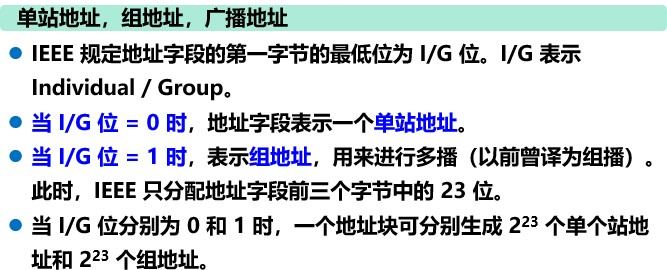 单站地址，组地址，广播地址
IEEE 规定地址字段的第一字节的最低位为 I/G 位。I/G 表示
Individual / Group。
当 I/G 位 = 0 时，地址字段表示一个单站地址。
当 I/G 位 = 1 时，表示组地址，用来进行多播（以前曾译为组播）。
此时，IEEE 只分配地址字段前三个字节中的 23 位。
当 I/G 位分别为 0 和 1 时，一个地址块可分别生成 2²³ 个单个站地
址和 2²³ 个组地址。